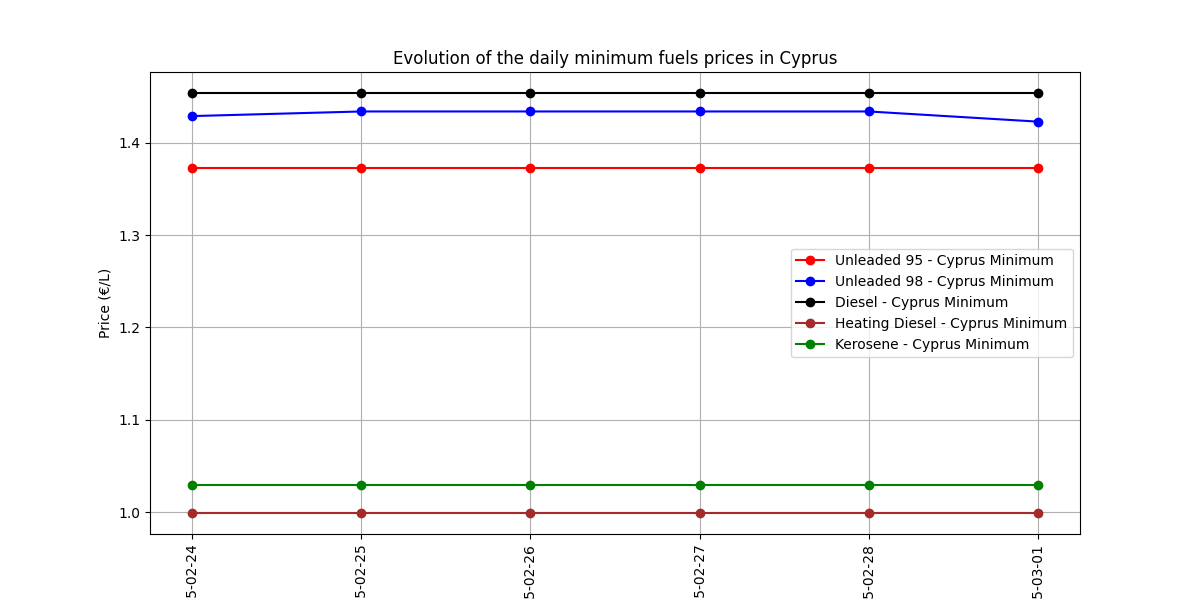 Evolution of the daily minimum fuels prices in Cyprus
Price (€/L)
1.4
1.3
1.2
1.1
1.0
Unleaded 95 - Cyprus Minimum
Unleaded 98 - Cyprus Minimum
Diesel - Cyprus Minimum
Heating Diesel - Cyprus Minimum
Kerosene - Cyprus Minimum
5-02-24
5-02-25
5-02-26
5-02-27
5-02-28
5-03-01